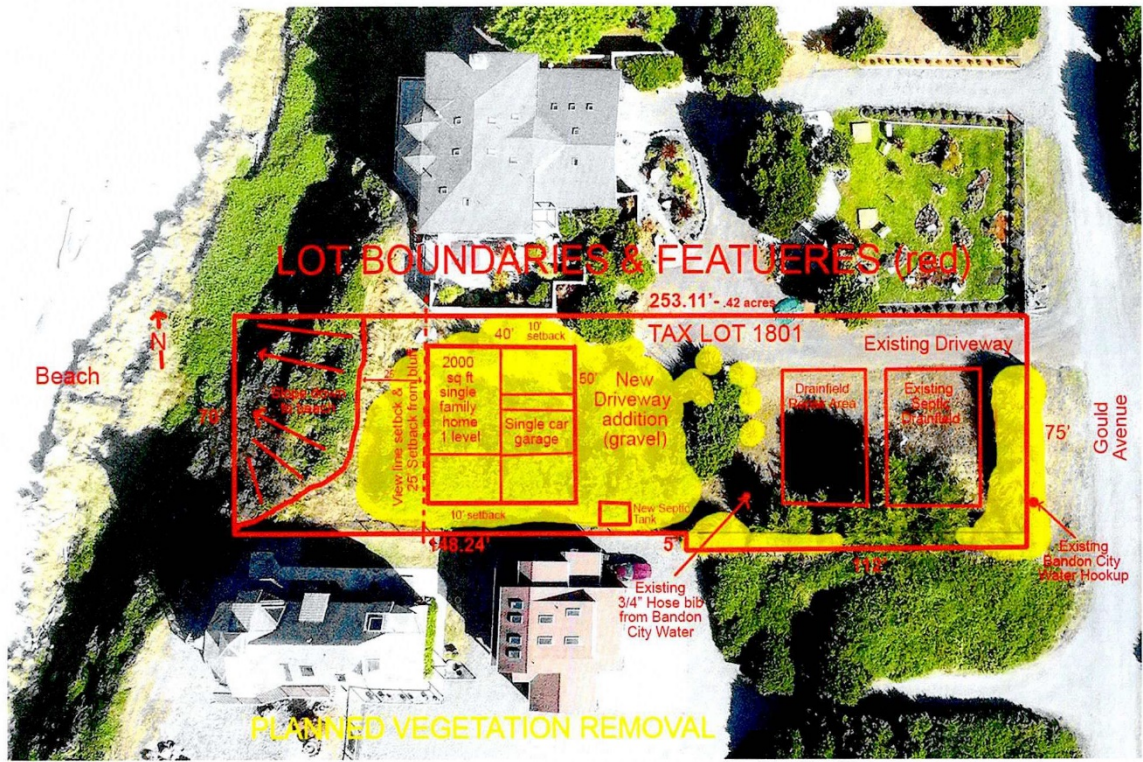 LOT BOUNDARIES & FEATUERES (red)
253.11'- .42 acres
N
TAX LOT 1801
Existing Driveway
Beach
40'
10'
setback
2000
sq ft
single
family
home
1 level
50'
Single car
garage
New
Driveway
addition
(gravel)
Drainfield
Area
Existing
Septic
Drainfield
75'
Gould
Avenue
Slope down
to beach
View line setback &
25' Setback from bluff
10' setback
New Septic
Tank
148.24'
5'
112'
Existing
3/4" Hose bib
from Bandon
City Water
Existing
Bandon City
Water Hookup
PLANNED VEGETATION REMOVAL